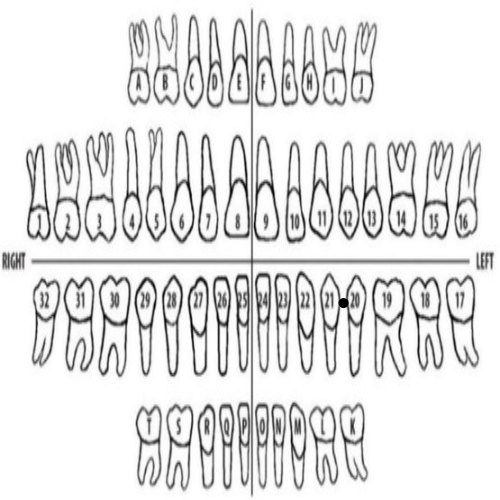 A B C D E F G H I J
1 2 3 4 5 6 7 8 9 10 11 12 13 14 15 16
RIGHT LEFT
32 31 30 29 28 27 26 25 24 23 22 21 20 19 18 17
T S R Q P O N M L K